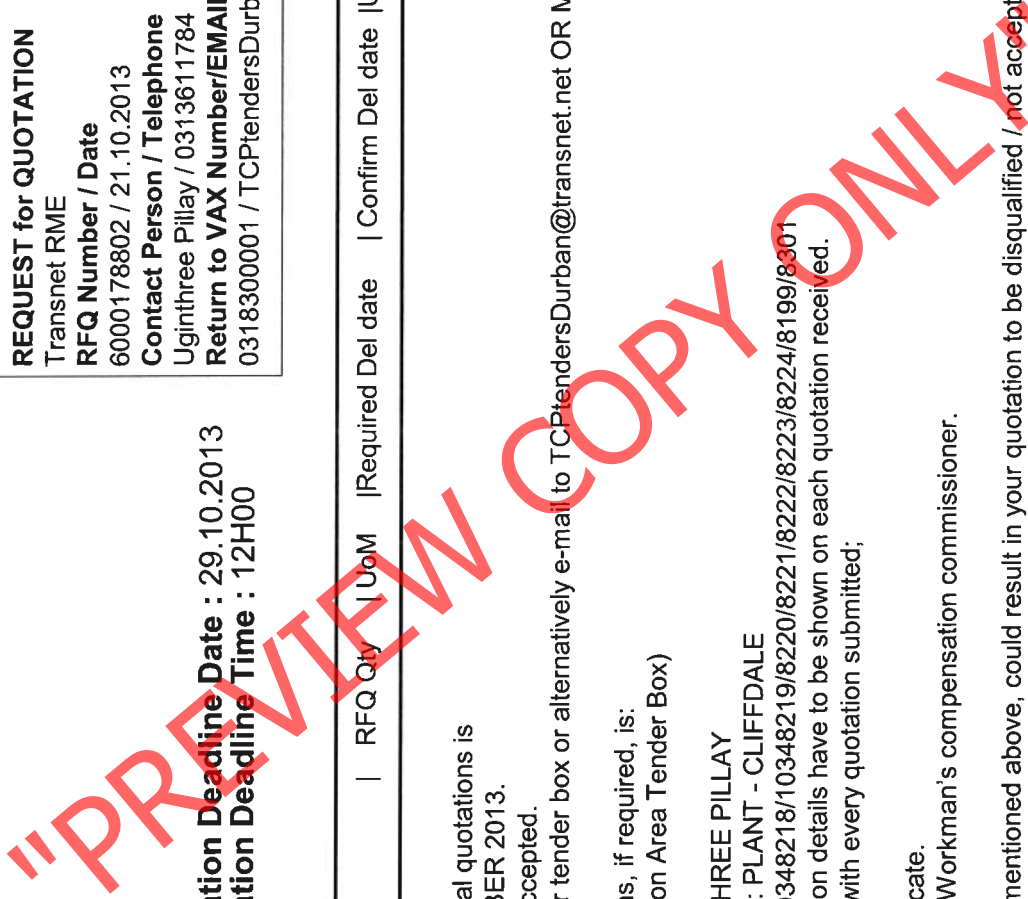 REQUEST for QUOTATION
Transnet RME
RFQ Number / Date
6000178802 / 21.10.2013
Contact Person / Telephone
Uginthree Pillay / 0313611784
Return to VAX Number/EMAIL
0318300001 / TCPtendersDurb
ation Deadline Date : 29.10.2013
ation Deadline Time : 12H00
| RFQ Qty | UoM |Required Del date | Confirm Del date |U
al quotations is
BER 2013.
ccepted.
r tender box or alternatively e-mail to TCPtendersDurban@transnet.net OR M
ns, if required, is:
on Area Tender Box)
HREE PILLAY
: PLANT - CLIFFDALE
0348218/10348219/8220/8221/8222/8223/8224/8199/8301
on details have to be shown on each quotation received.
with every quotation submitted;
cate.
Workman's compensation commissioner.
mentioned above, could result in your quotation to be disqualified / not accept
"PREVIEW COPY ONLY"